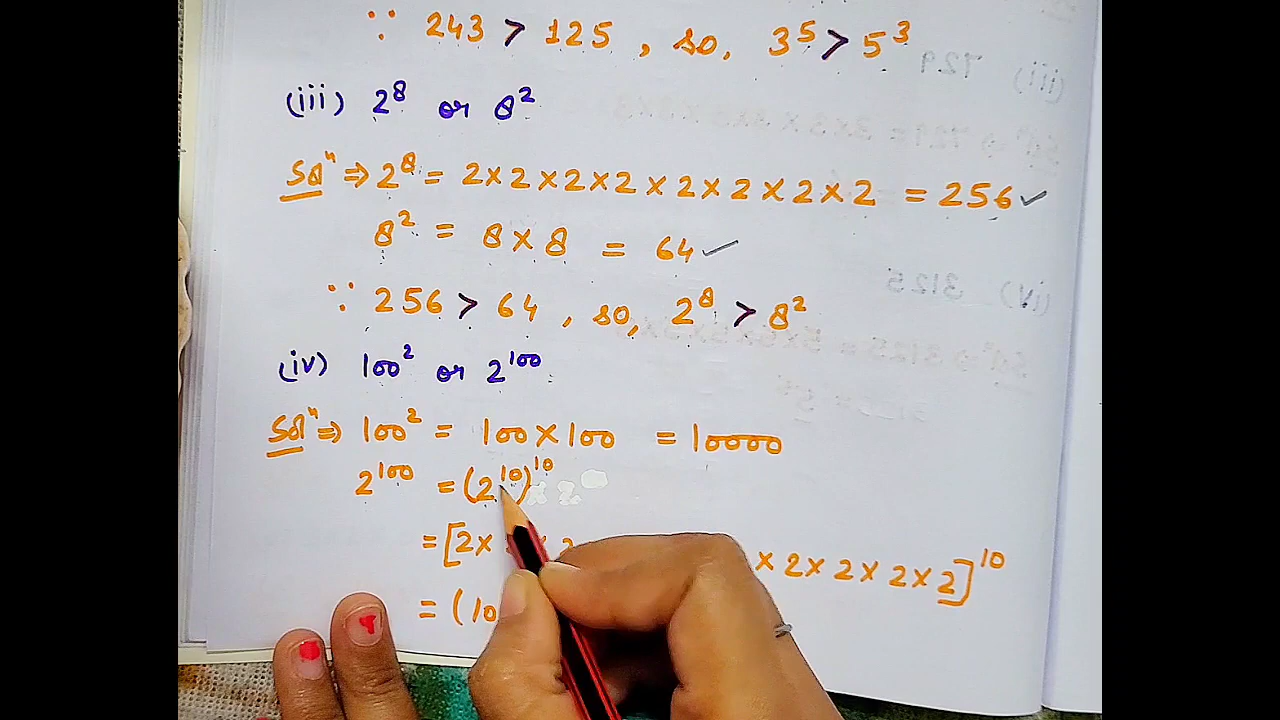 ∵ 243 > 125 , so, 3⁵ > 5³
(iii) 2⁸ or 8²
Solⁿ ⇒ 2⁸ = 2×2×2×2×2×2×2×2 = 256 ✓
8² = 8×8 = 64 ✓
∵ 256 > 64 , so, 2⁸ > 8²
(iv) 100² or 2¹⁰⁰
Solⁿ ⇒ 100² = 100×100 = 10000
2¹⁰⁰ = (2¹⁰)¹⁰
= [2× × 2×2×2×2]¹⁰
= (10